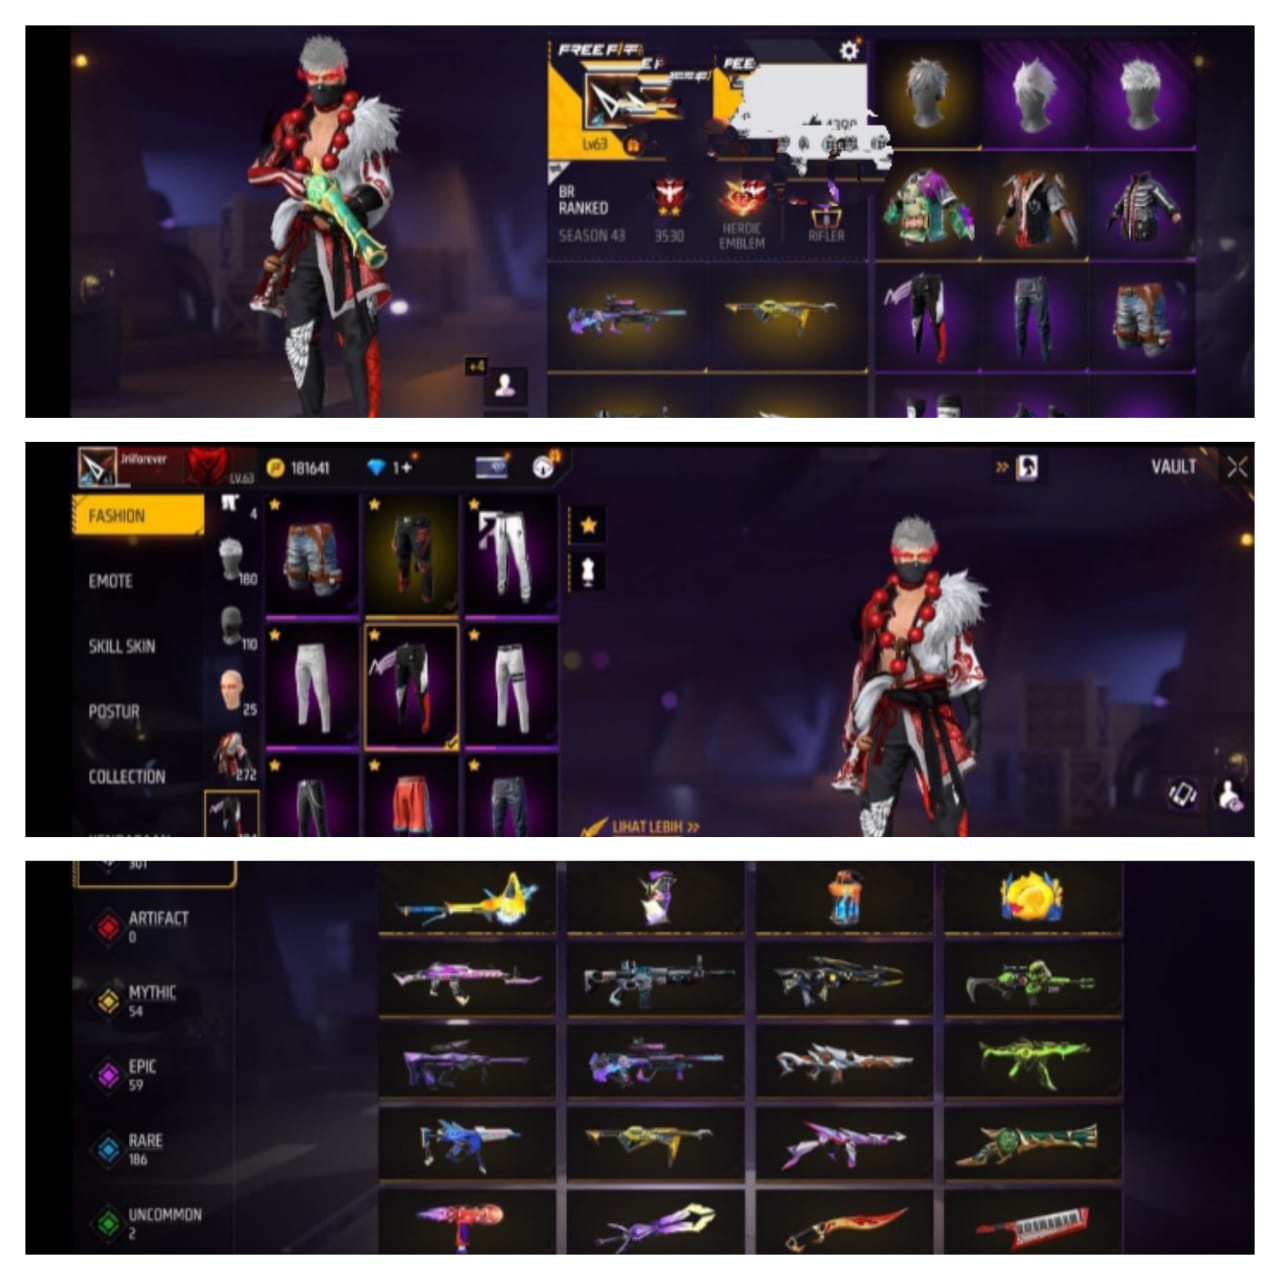 FREE FIRE
Lv63
4390
BR
RANKED
SEASON 43
3530
HEROIC
EMBLEM
RIFLER
+4
Jriiforever
LV.63
181641
1+
VAULT
FASHION
4
EMOTE
180
SKILL SKIN
110
POSTUR
25
COLLECTION
272
LIHAT LEBIH >>
301
ARTIFACT
0
MYTHIC
54
EPIC
59
RARE
186
UNCOMMON
2